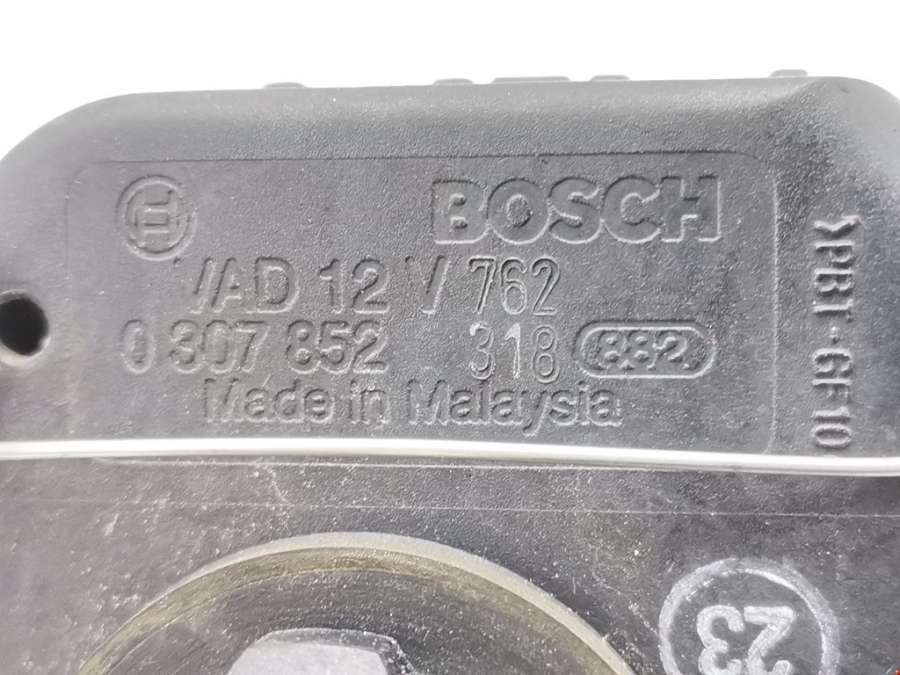 BOSCH
VAD 12 V 762
0 307 852 318 882
Made in Malaysia
>PBT-GF10
23